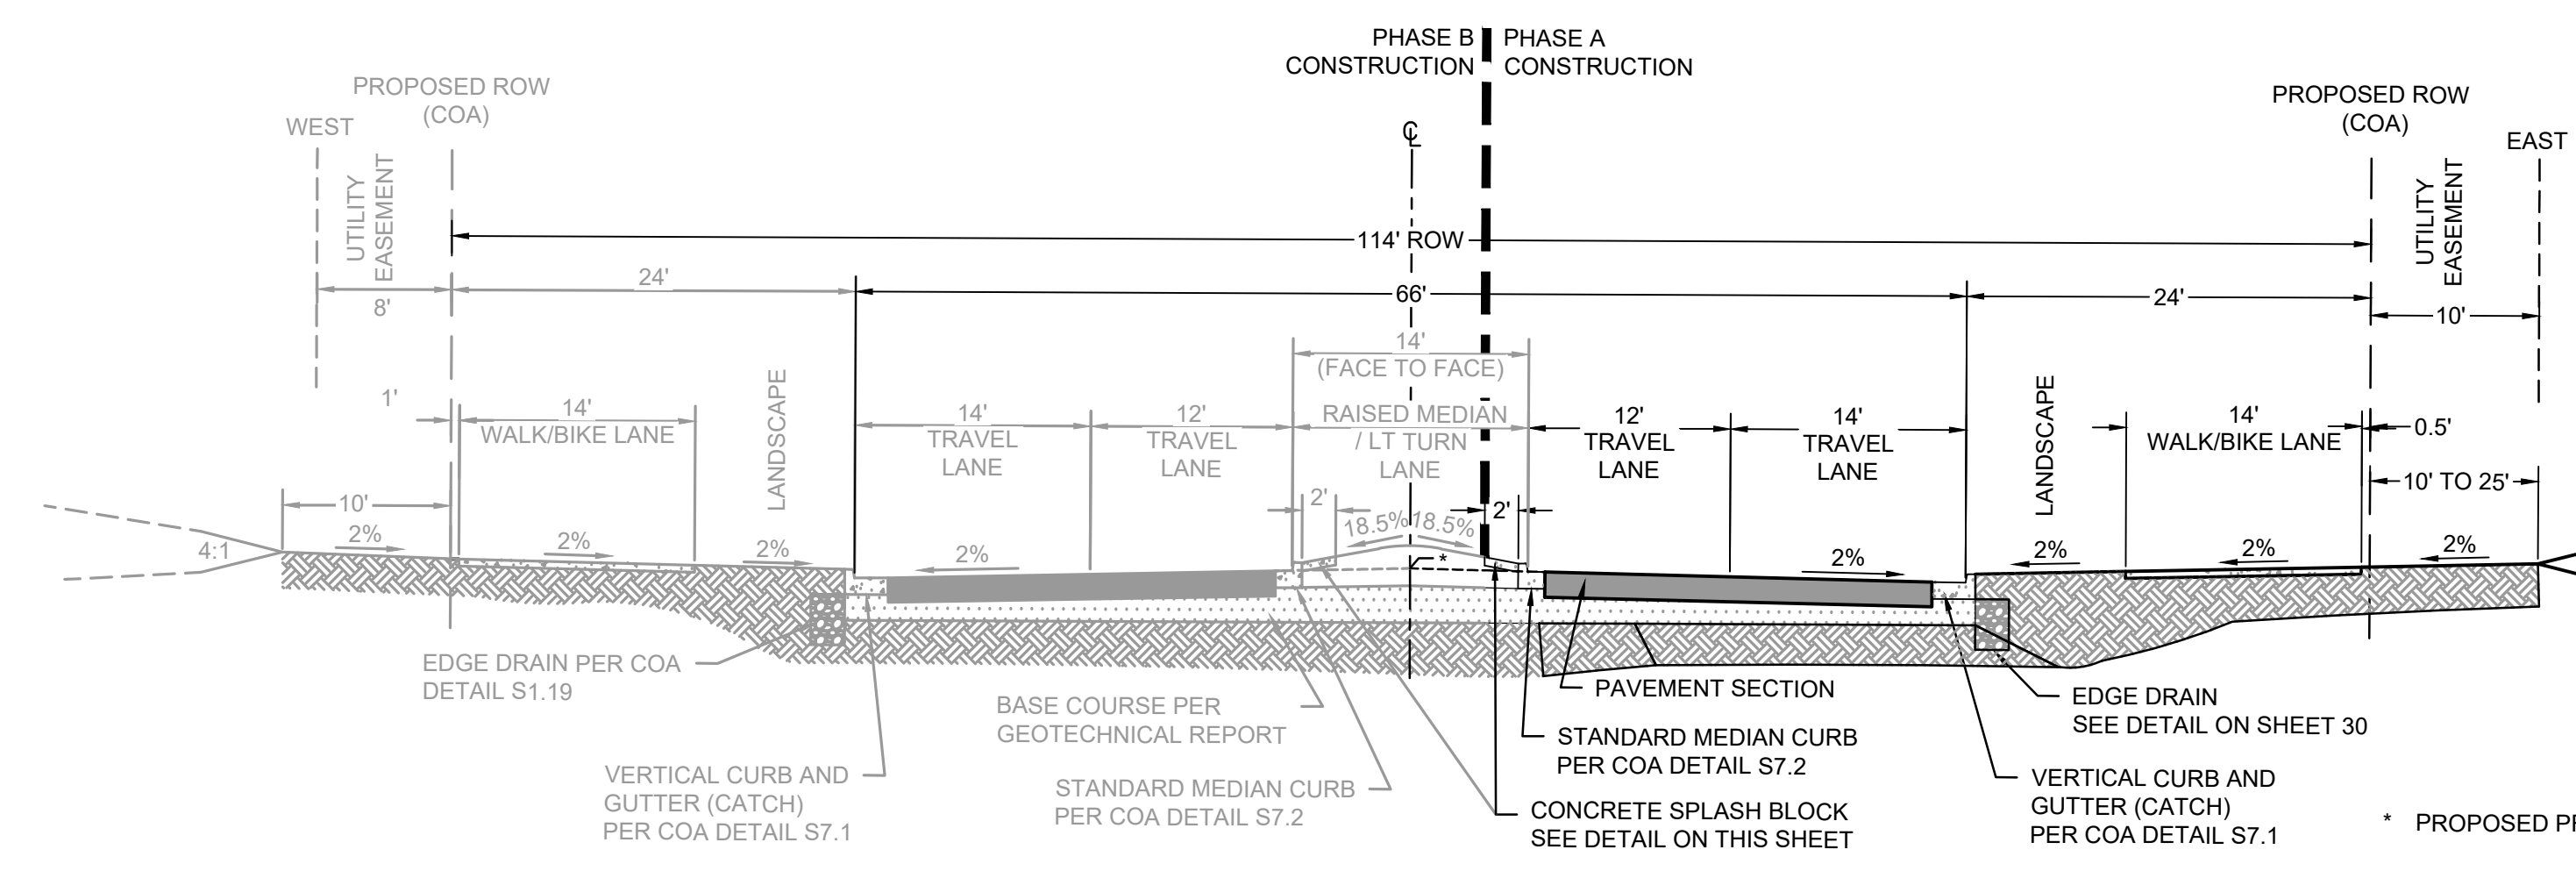 PHASE B
CONSTRUCTION
PHASE A
CONSTRUCTION
PROPOSED ROW
(COA)
WEST
UTILITY
EASEMENT
℄
PROPOSED ROW
(COA)
EAST
UTILITY
EASEMENT
114' ROW
24'
66'
24'
8'
10'
14'
(FACE TO FACE)
RAISED MEDIAN
/ LT TURN
LANE
1'
14'
WALK/BIKE LANE
LANDSCAPE
14'
TRAVEL
LANE
12'
TRAVEL
LANE
12'
TRAVEL
LANE
14'
TRAVEL
LANE
LANDSCAPE
14'
WALK/BIKE LANE
0.5'
10'
10' TO 25'
2'
2'
18.5%
18.5%
4:1
2%
2%
2%
2%
*
2%
2%
2%
2%
EDGE DRAIN PER COA
DETAIL S1.19
BASE COURSE PER
GEOTECHNICAL REPORT
VERTICAL CURB AND
GUTTER (CATCH)
PER COA DETAIL S7.1
STANDARD MEDIAN CURB
PER COA DETAIL S7.2
PAVEMENT SECTION
STANDARD MEDIAN CURB
PER COA DETAIL S7.2
CONCRETE SPLASH BLOCK
SEE DETAIL ON THIS SHEET
EDGE DRAIN
SEE DETAIL ON SHEET 30
VERTICAL CURB AND
GUTTER (CATCH)
PER COA DETAIL S7.1
* PROPOSED